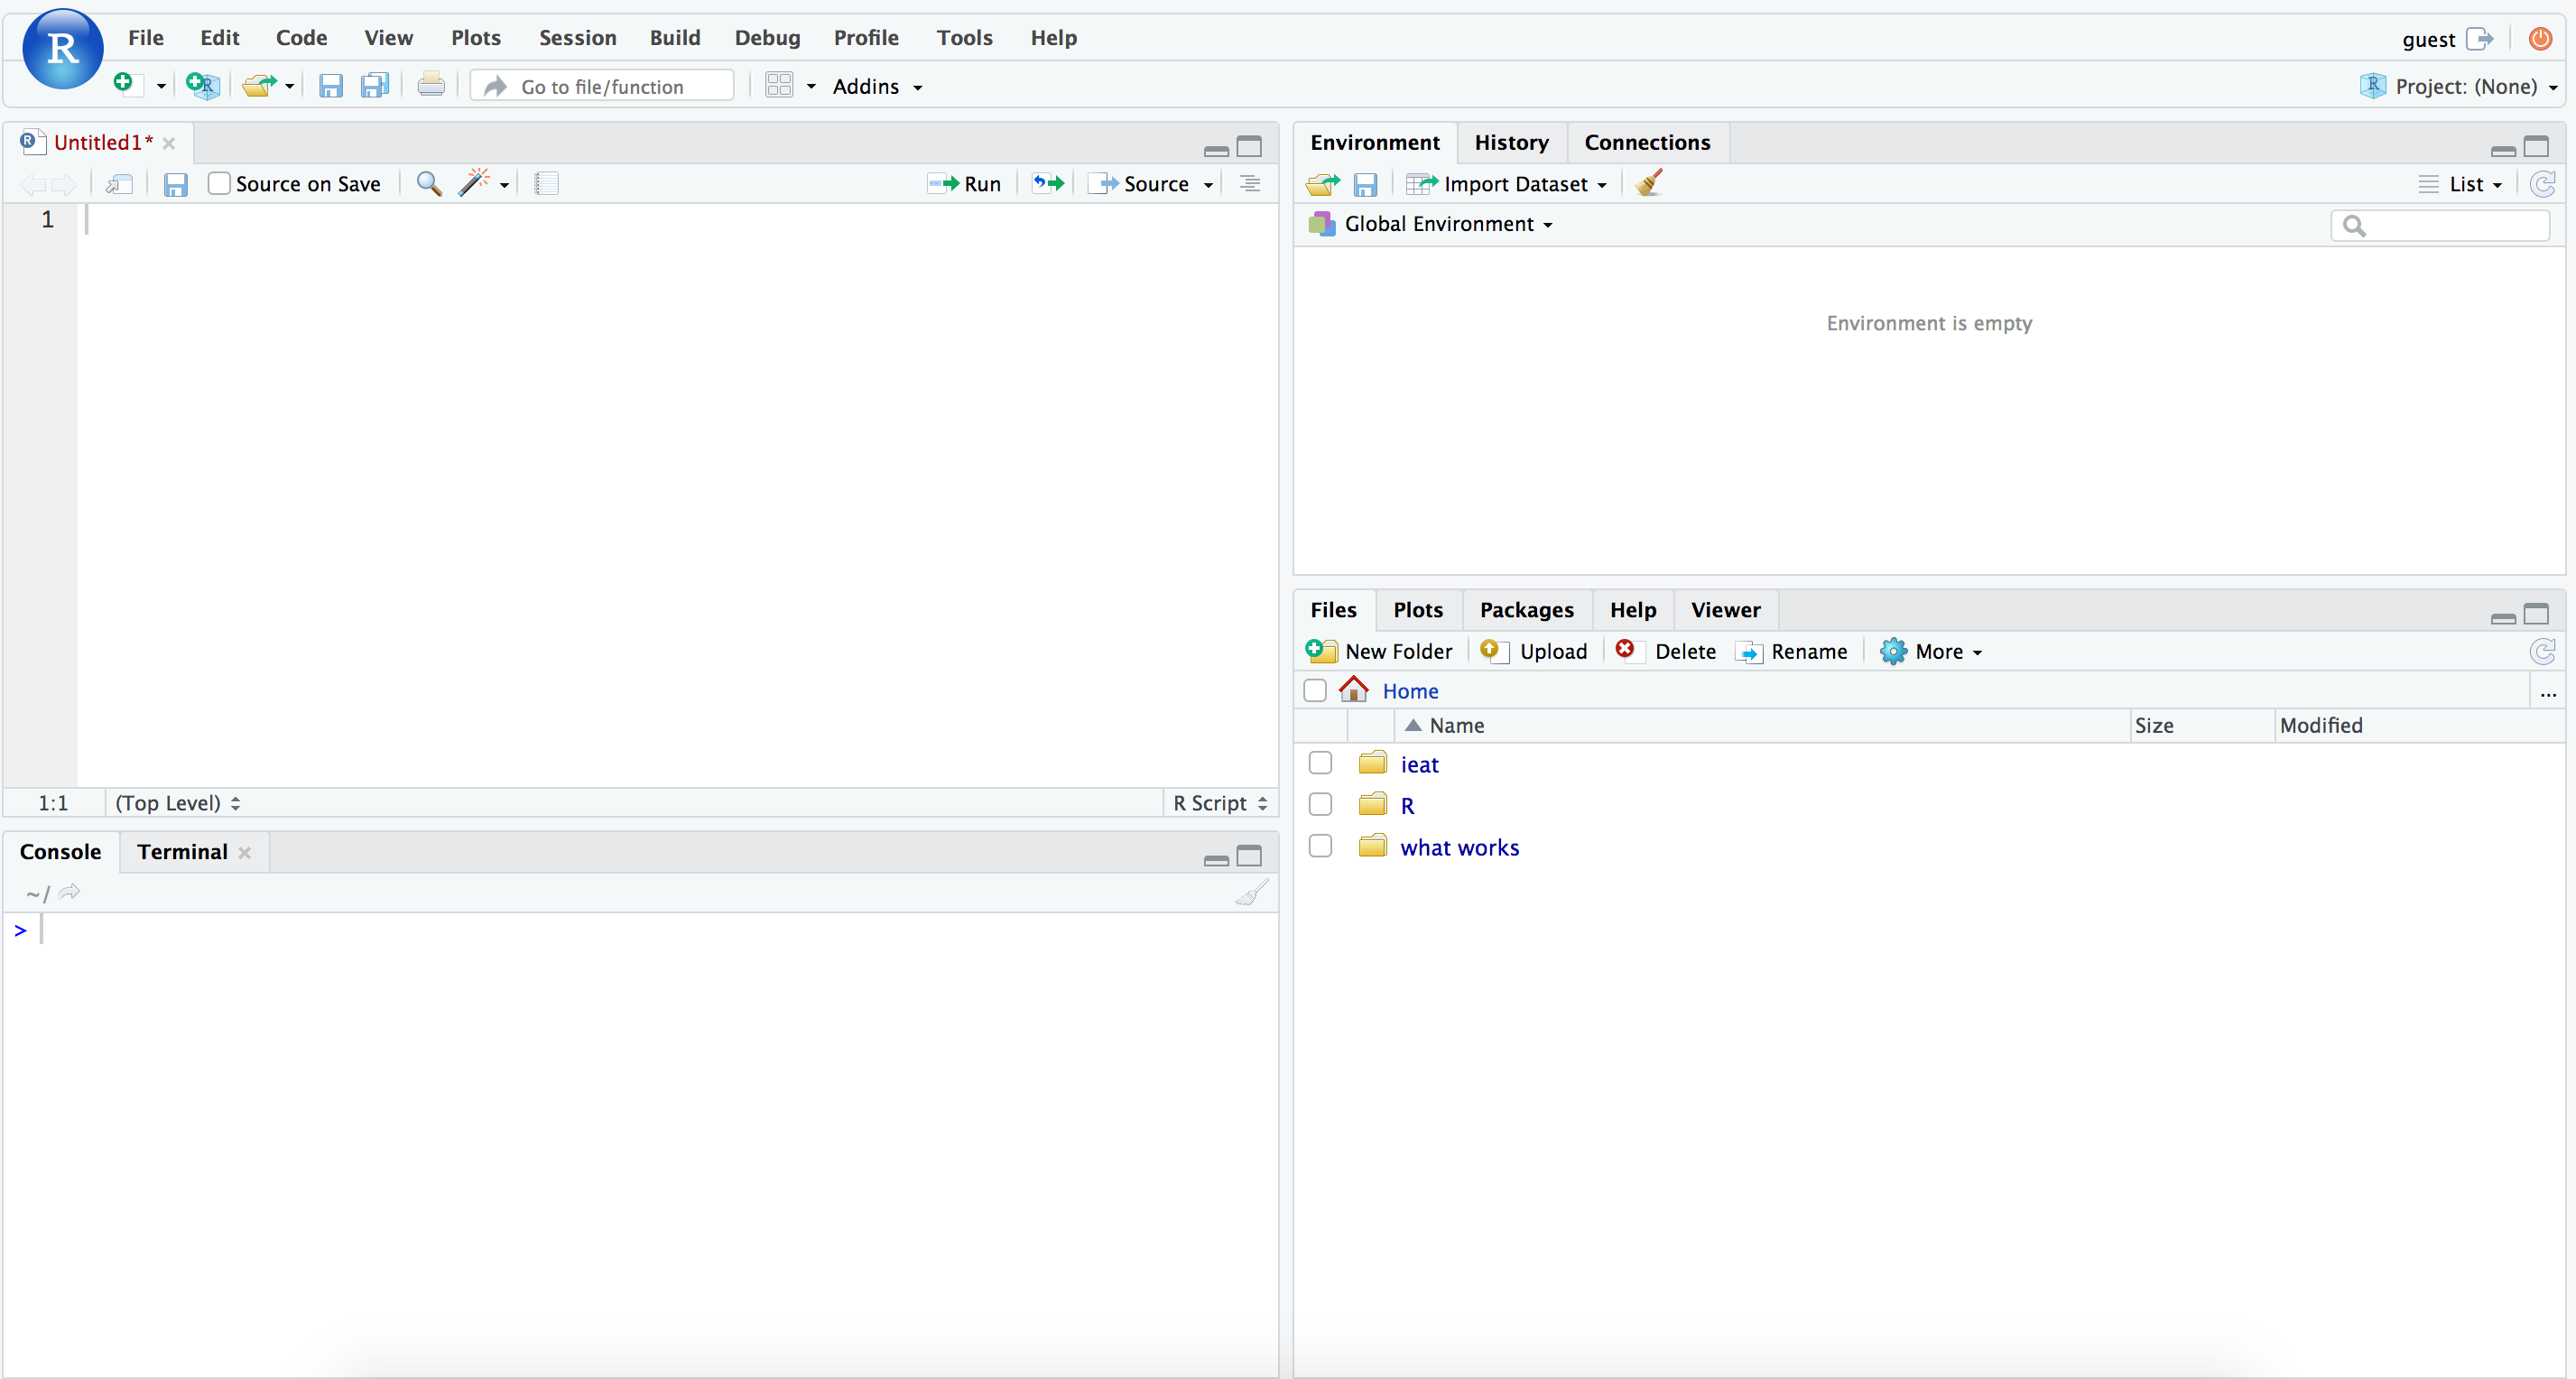 R File Edit Code View Plots Session Build Debug Profile Tools Help guest
Go to file/function Addins Project: (None)
Untitled1*
Source on Save Run Source
1
1:1 (Top Level) R Script
Console Terminal
~/
>
Environment History Connections
Import Dataset List
Global Environment
Environment is empty
Files Plots Packages Help Viewer
New Folder Upload Delete Rename More
Home ...
Name Size Modified
ieat
R
what works